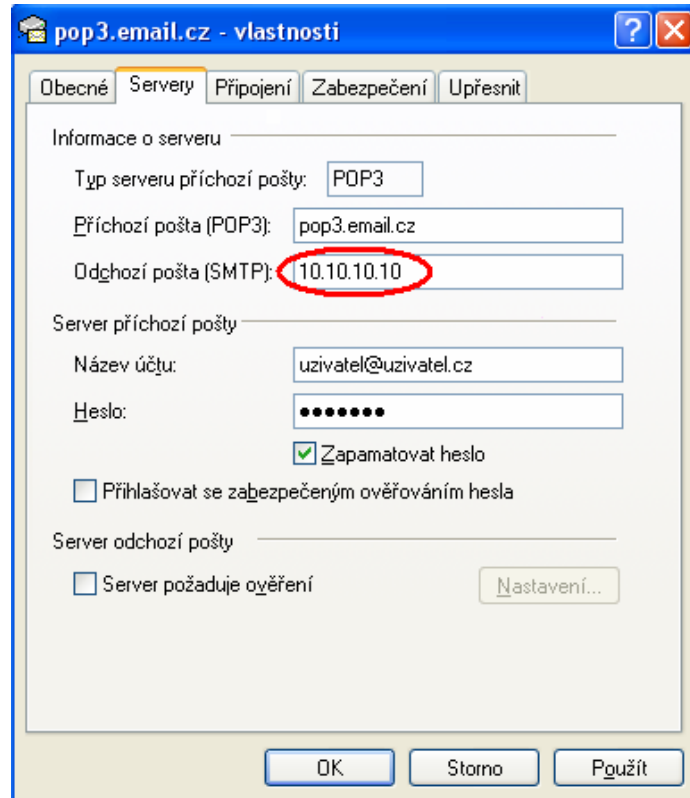 pop3.email.cz - vlastnosti
Obecné Servery Připojení Zabezpečení Upřesnit
Informace o serveru
Typ serveru příchozí pošty: POP3
Příchozí pošta (POP3): pop3.email.cz
Odchozí pošta (SMTP): 10.10.10.10
Server příchozí pošty
Název účtu: uzivatel@uzivatel.cz
Heslo: •••••••
Zapamatovat heslo
Přihlašovat se zabezpečeným ověřováním hesla
Server odchozí pošty
Server požaduje ověření Nastavení...
OK Storno Použít